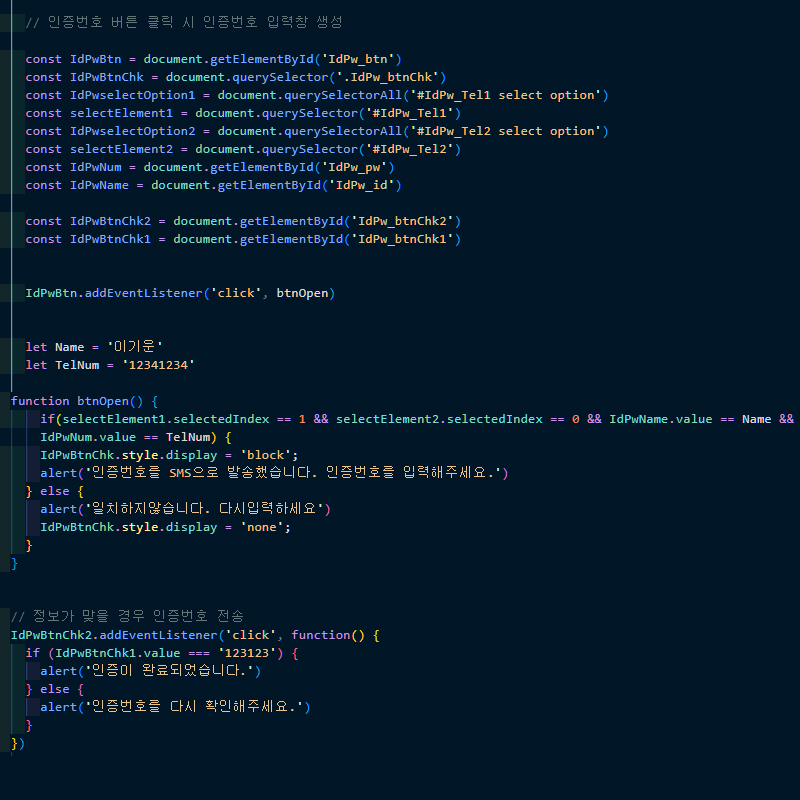 // 인증번호 버튼 클릭 시 인증번호 입력창 생성
const IdPwBtn = document.getElementById('IdPw_btn')
const IdPwBtnChk = document.querySelector('.IdPw_btnChk')
const IdPwselectOption1 = document.querySelectorAll('#IdPw_Tel1 select option')
const selectElement1 = document.querySelector('#IdPw_Tel1')
const IdPwselectOption2 = document.querySelectorAll('#IdPw_Tel2 select option')
const selectElement2 = document.querySelector('#IdPw_Tel2')
const IdPwNum = document.getElementById('IdPw_pw')
const IdPwName = document.getElementById('IdPw_id')
const IdPwBtnChk2 = document.getElementById('IdPw_btnChk2')
const IdPwBtnChk1 = document.getElementById('IdPw_btnChk1')
IdPwBtn.addEventListener('click', btnOpen)
let Name = '이기운'
let TelNum = '12341234'
function btnOpen() {
if(selectElement1.selectedIndex == 1 && selectElement2.selectedIndex == 0 && IdPwName.value == Name &&
IdPwNum.value == TelNum) {
IdPwBtnChk.style.display = 'block';
alert('인증번호를 SMS으로 발송했습니다. 인증번호를 입력해주세요.')
} else {
alert('일치하지않습니다. 다시입력하세요')
IdPwBtnChk.style.display = 'none';
}
}
// 정보가 맞을 경우 인증번호 전송
IdPwBtnChk2.addEventListener('click', function() {
if (IdPwBtnChk1.value === '123123') {
alert('인증이 완료되었습니다.')
} else {
alert('인증번호를 다시 확인해주세요.')
}
})